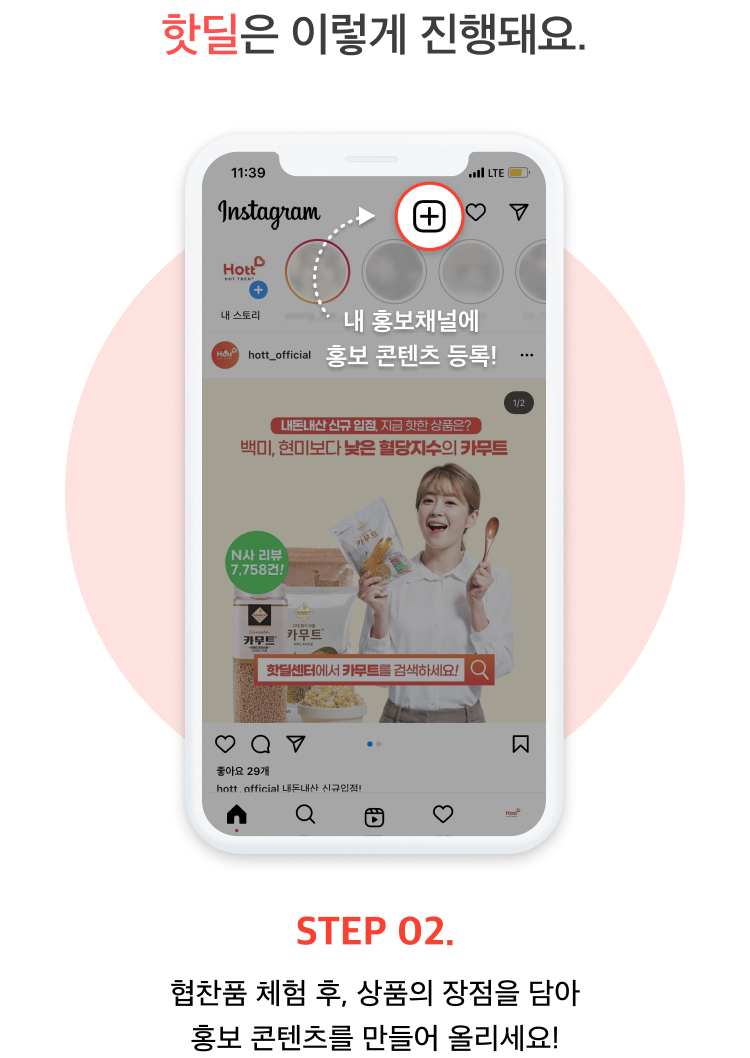 핫딜은 이렇게 진행돼요.
11:39
LTE
Instagram
Hott
HOT TREND
내 스토리
내 홍보채널에
홍보 콘텐츠 등록!
Hott
hott_official
1/2
내돈내산 신규 입점, 지금 핫한 상품은?
백미, 현미보다 낮은 혈당지수의 카무트
카무트
N사 리뷰
7,758건!
카무트
카무트
핫딜센터에서 카무트를 검색하세요!
좋아요 29개
hott_official 내돈내산 신규입점!
Hott
STEP 02.
협찬품 체험 후, 상품의 장점을 담아
홍보 콘텐츠를 만들어 올리세요!